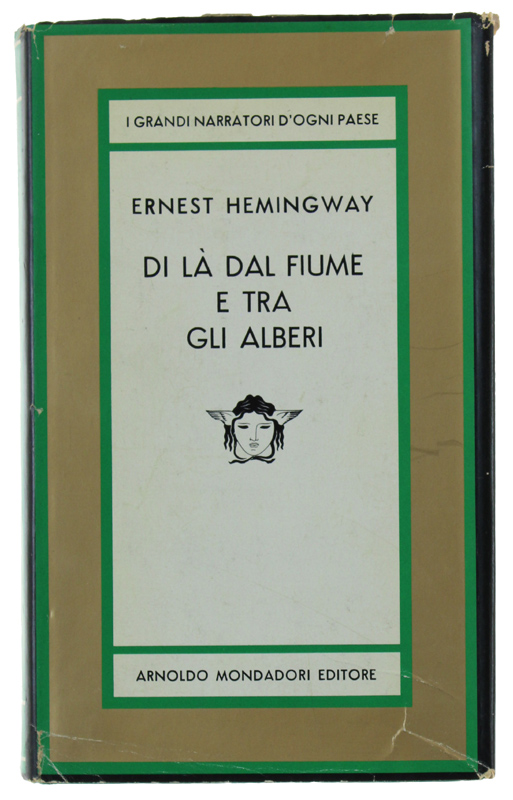 I GRANDI NARRATORI D'OGNI PAESE
ERNEST HEMINGWAY
DI LÀ DAL FIUME
E TRA
GLI ALBERI
ARNOLDO MONDADORI EDITORE